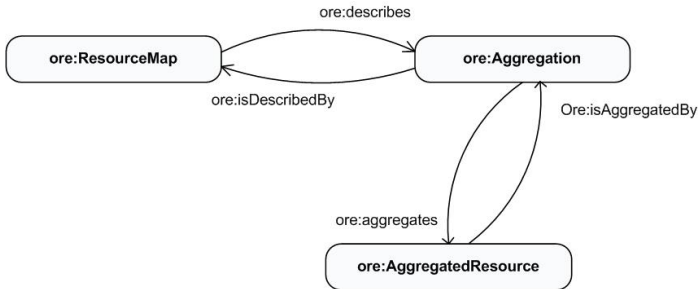 ore:describes
ore:ResourceMap
ore:Aggregation
ore:isDescribedBy
Ore:isAggregatedBy
ore:aggregates
ore:AggregatedResource